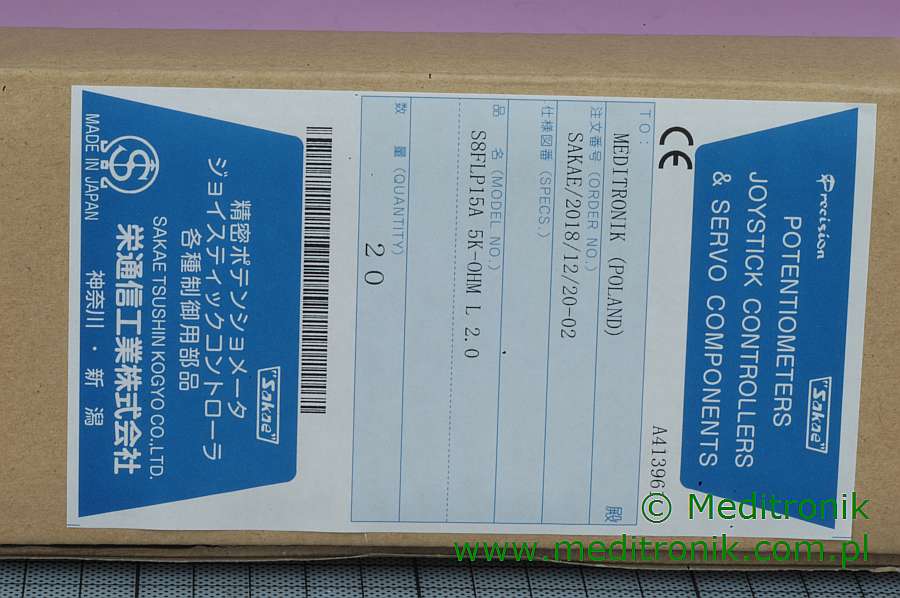 Precision
POTENTIOMETERS
JOYSTICK CONTROLLERS
& SERVO COMPONENTS
"Sakae"
CE
A41396
TO:
MEDITRONIK (POLAND)
殿
注文番号 (ORDER NO.)
SAKAE/2018/12/20-02
仕様図番 (SPECS.)
品 名 (MODEL NO.)
S8FLP15A 5K-OHM L 2.0
数 量 (QUANTITY)
20
"Sakae"
精密ポテンショメータ
ジョイスティックコントローラ
各種制御用部品
SAKAE TSUSHIN KOGYO CO.,LTD.
栄通信工業株式会社
神奈川・新潟
MADE IN JAPAN
© Meditronik
www.meditronik.com.pl